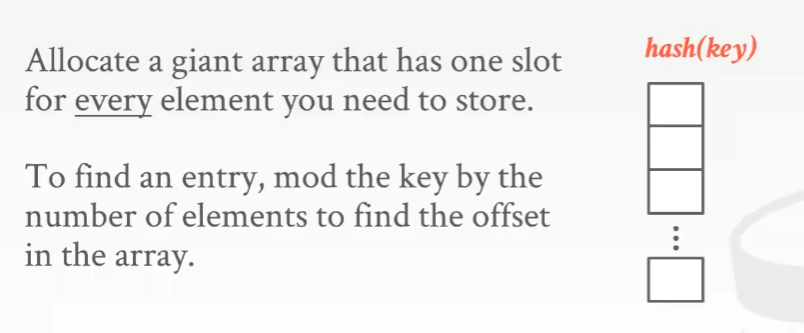 Allocate a giant array that has one slot
for every element you need to store.
To find an entry, mod the key by the
number of elements to find the offset
in the array.
hash(key)
⋮